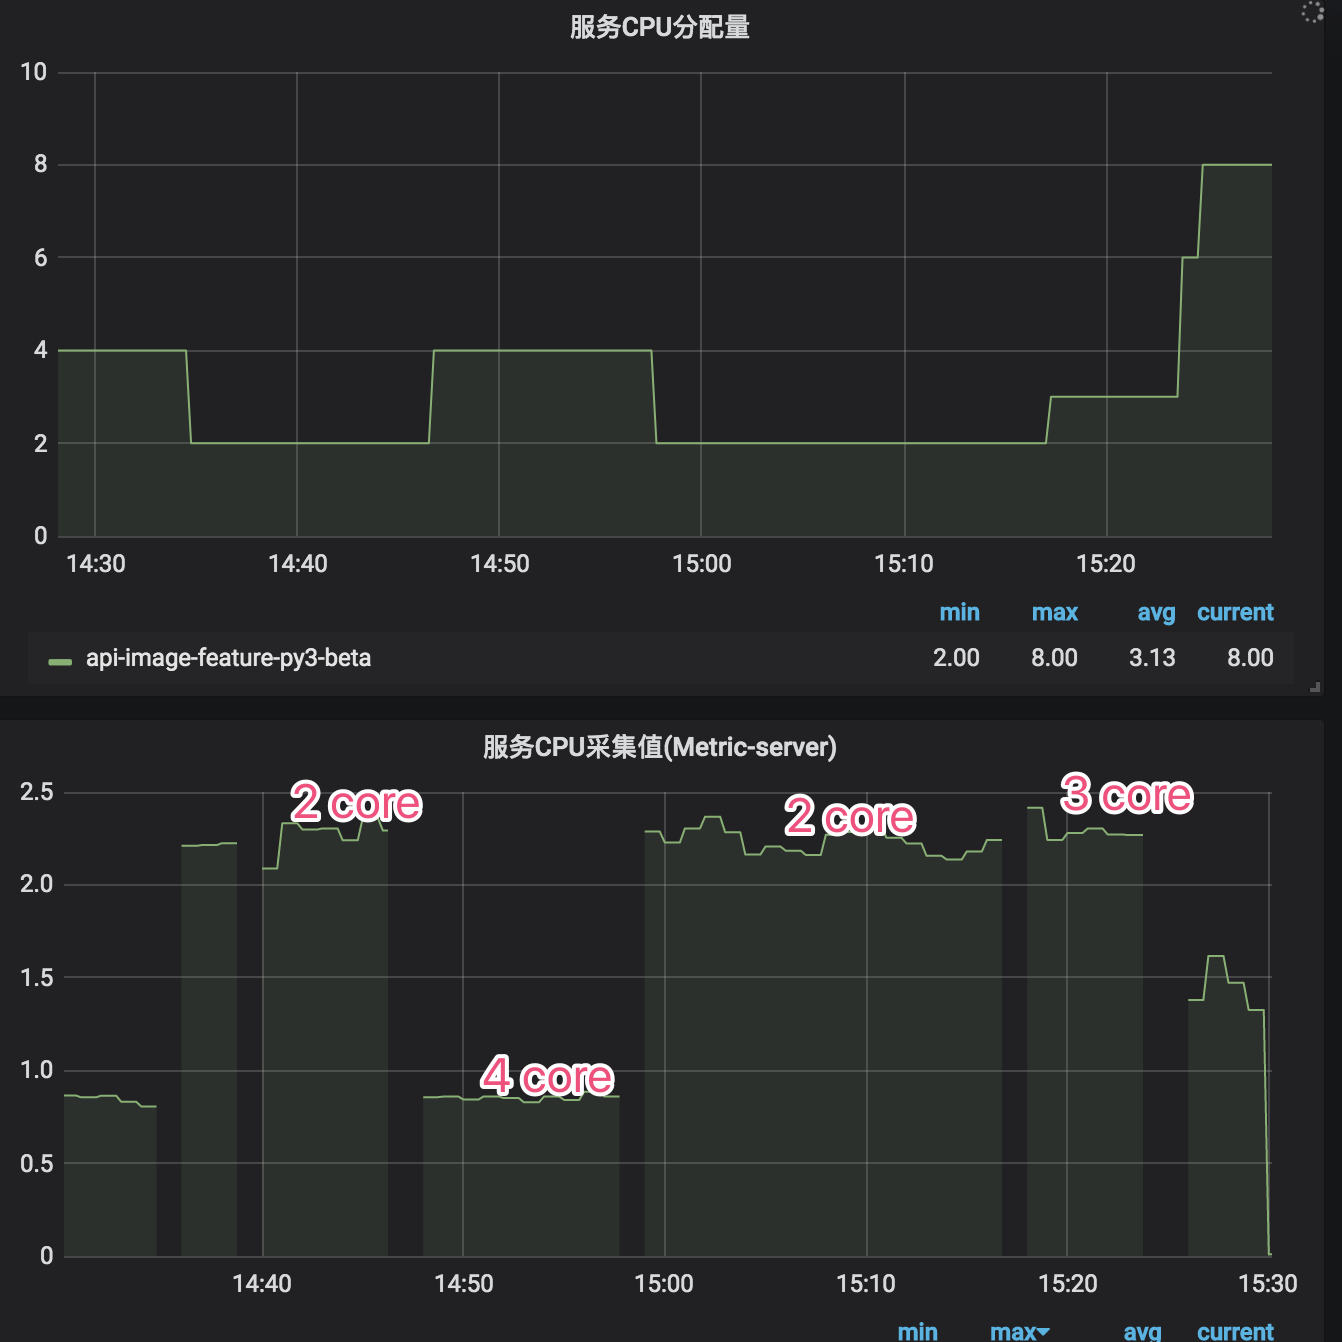 服务CPU分配量
10
8
6
4
2
0
14:30 14:40 14:50 15:00 15:10 15:20
min max avg current
api-image-feature-py3-beta 2.00 8.00 3.13 8.00
服务CPU采集值(Metric-server)
2.5
2 core
2 core
3 core
2.0
1.5
1.0
4 core
0.5
0
14:40 14:50 15:00 15:10 15:20 15:30
min max avg current